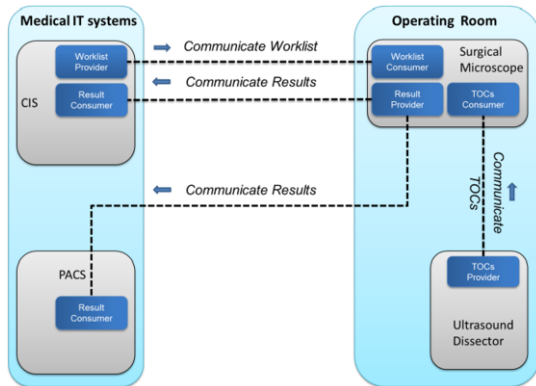 Medical IT systems
Operating Room
Worklist
Provider
Communicate Worklist
Worklist
Consumer
Surgical
Microscope
CIS
Result
Consumer
Communicate Results
Result
Provider
TOCs
Consumer
Communicate
TOCs
Communicate Results
PACS
Result
Consumer
TOCs
Provider
Ultrasound
Dissector